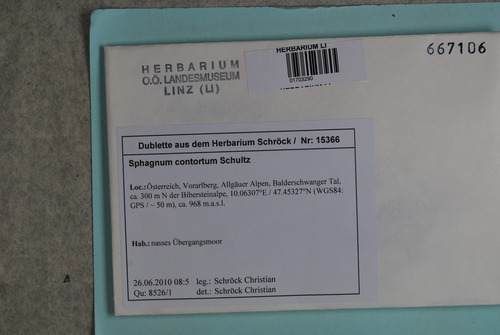 HERBARIUM
O.Ö. LANDESMUSEUM
LINZ (LI)
HERBARIUM LI
01703290
667106
Dublette aus dem Herbarium Schröck / Nr: 15366
Sphagnum contortum Schultz
Loc.:Österreich, Vorarlberg, Allgäuer Alpen, Balderschwanger Tal,
ca. 300 m N der Bibersteinalpe, 10.06307°E / 47.45327°N (WGS84:
GPS / ~ 50 m), ca. 968 m.a.s.l.
Hab.:nasses Übergangsmoor
26.06.2010 08:5 leg.: Schröck Christian
Qu: 8526/1 det.: Schröck Christian